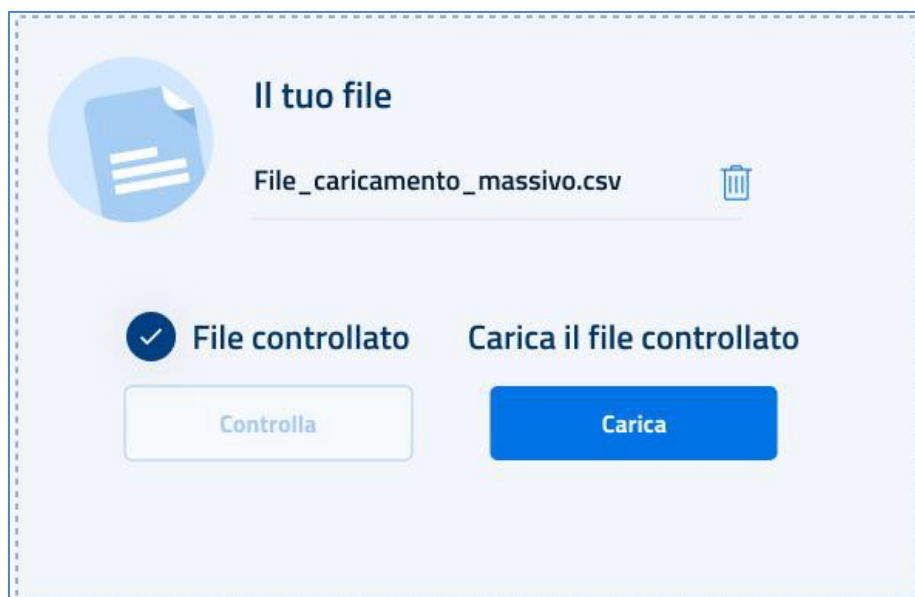 Il tuo file
File_caricamento_massivo.csv
File controllato
Carica il file controllato
Controlla
Carica